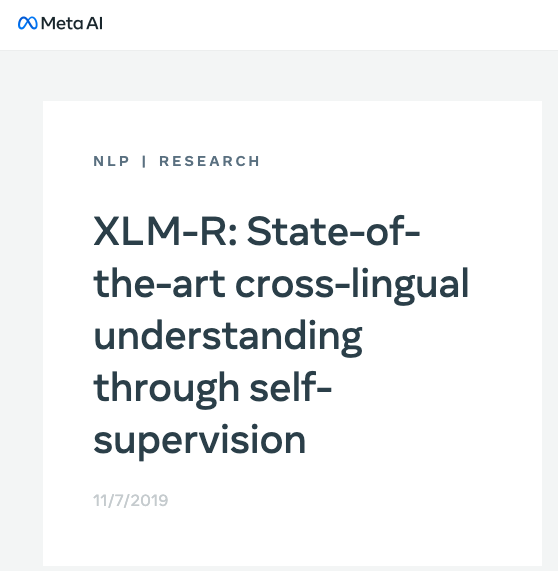 Meta AI
NLP | RESEARCH
XLM-R: State-of-
the-art cross-lingual
understanding
through self-
supervision
11/7/2019